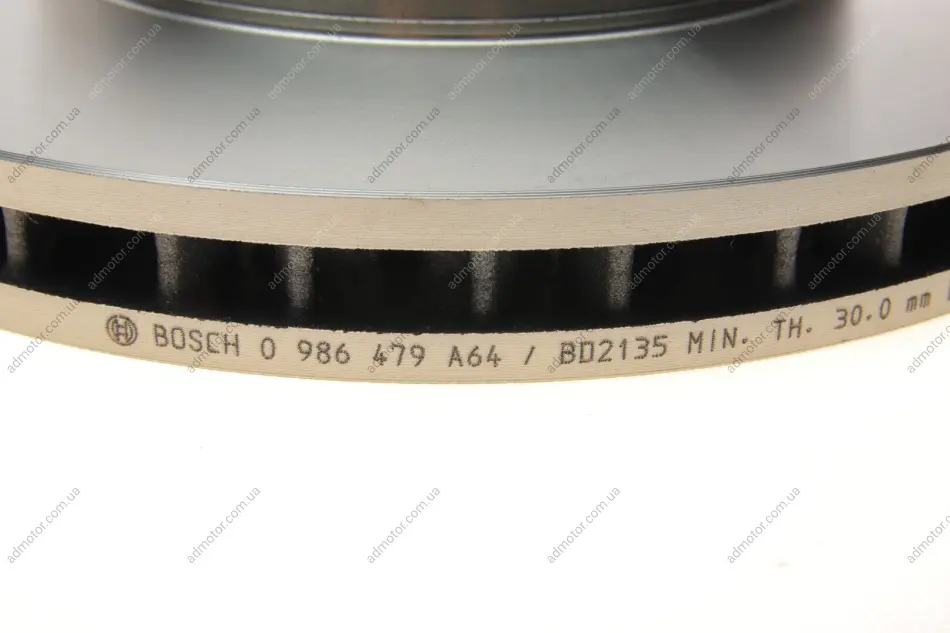 BOSCH 0 986 479 A64 / BD2135 MIN. TH. 30.0 mm
admotor.com.ua